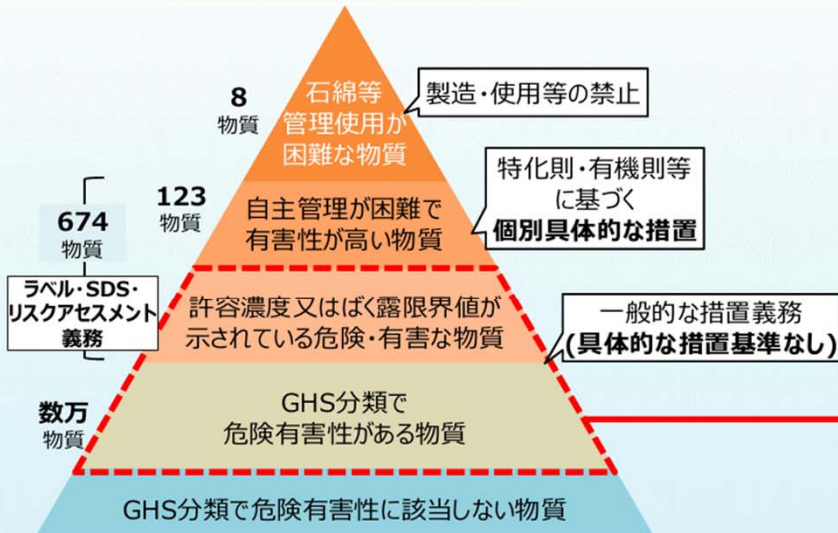 8
物質
石綿等
管理使用が
困難な物質
製造・使用等の禁止
123
物質
自主管理が困難で
有害性が高い物質
特化則・有機則等
に基づく
個別具体的な措置
674
物質
ラベル・SDS・
リスクアセスメント
義務
許容濃度又はばく露限界値が
示されている危険・有害な物質
一般的な措置義務
(具体的な措置基準なし)
数万
物質
GHS分類で
危険有害性がある物質
GHS分類で危険有害性に該当しない物質